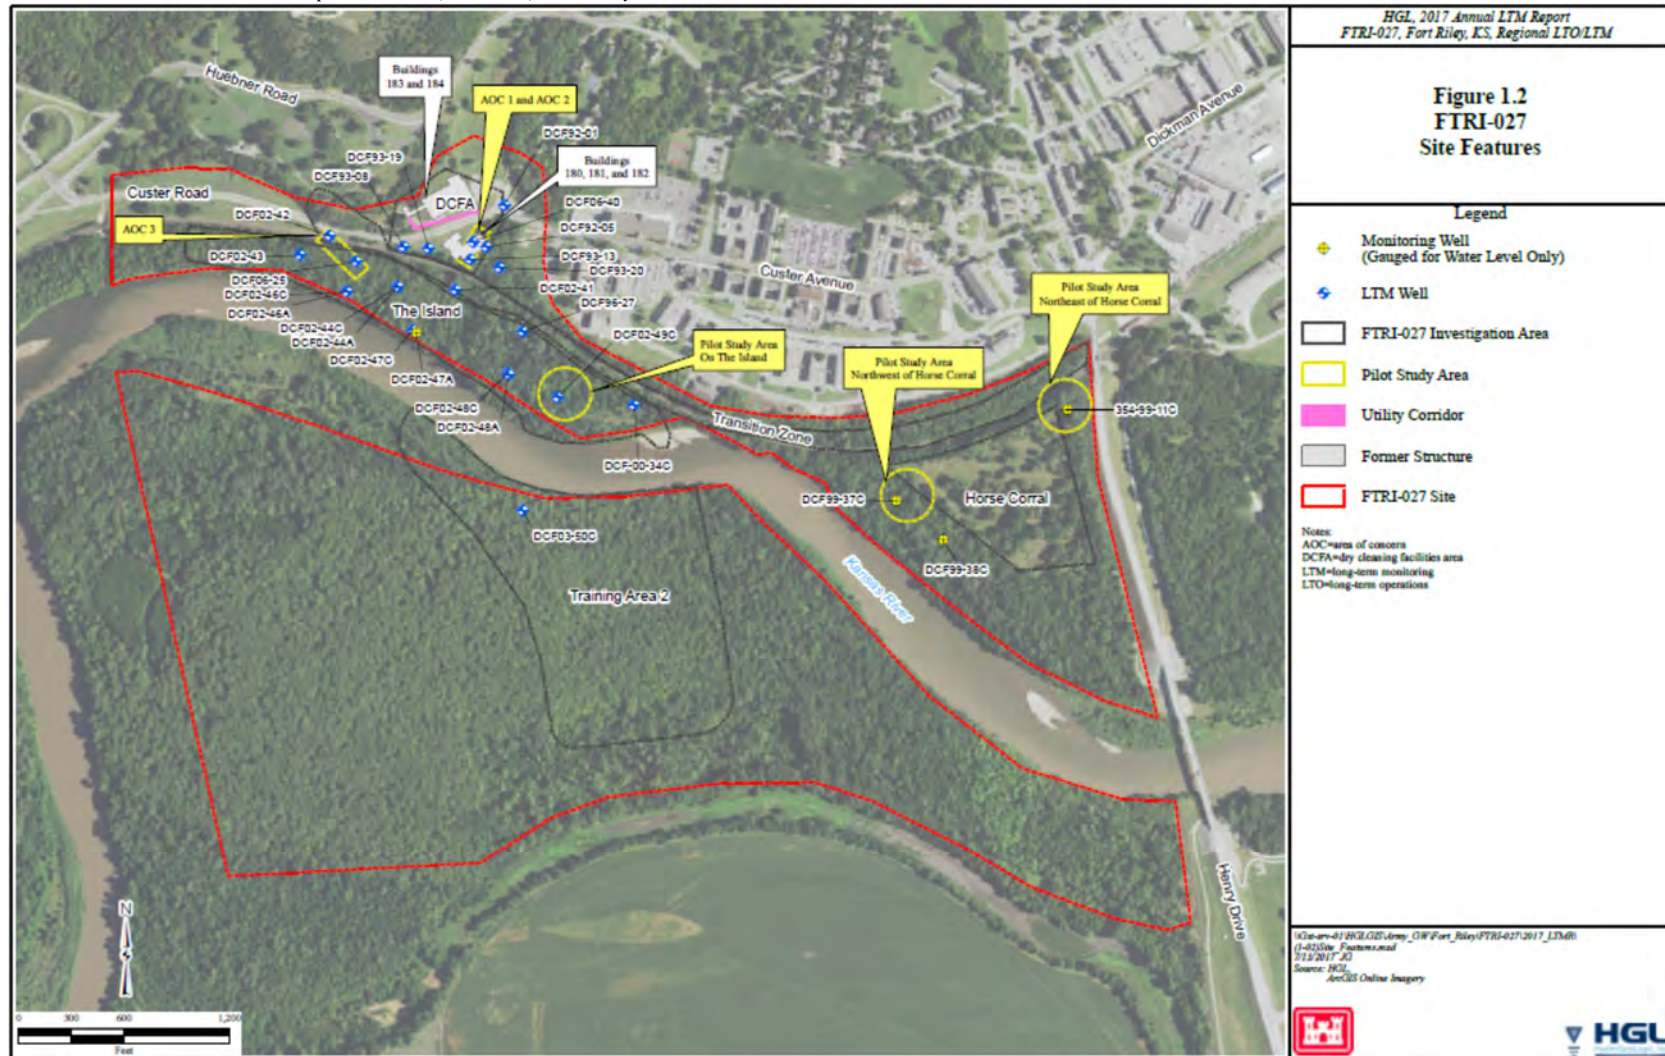 HGL, 2017 Annual LTM Report
FTRI-027, Fort Riley, KS, Regional LTO/LTM
Figure 1.2
FTRI-027
Site Features
Legend
Monitoring Well
(Gauged for Water Level Only)
LTM Well
FTRI-027 Investigation Area
Pilot Study Area
Utility Corridor
Former Structure
FTRI-027 Site
Notes:
AOC=area of concern
DCFA=dry cleaning facilities area
LTM=long-term monitoring
LTO=long-term operations
Huebner Road
Buildings
183 and 184
AOC 1 and AOC 2
DCF92-01
Dickman Avenue
DCF93-19
DCF93-08
Buildings
180, 181, and 182
Custer Road
DCFA
DCF06-40
DCF02-42
DCF92-05
AOC 3
DCF93-13
DCF02-43
DCF93-20
Custer Avenue
DCF06-25
DCF02-41
DCF02-46C
DCF96-27
Pilot Study Area
Northeast of Horse Corral
DCF02-46A
The Island
DCF02-44C
DCF02-49C
DCF02-44A
Pilot Study Area
On The Island
DCF02-47C
Pilot Study Area
Northwest of Horse Corral
DCF02-47A
DCF02-48C
354-99-11C
DCF02-48A
Transition Zone
DCF-00-34C
DCF99-37C
Horse Corral
DCF03-50C
DCF99-38C
Kansas River
Training Area 2
Henry Drive
N
0 300 600 1,200
Feet
7/13/2017 JG
Source: HGL,
ArcGIS Online Imagery
HGL